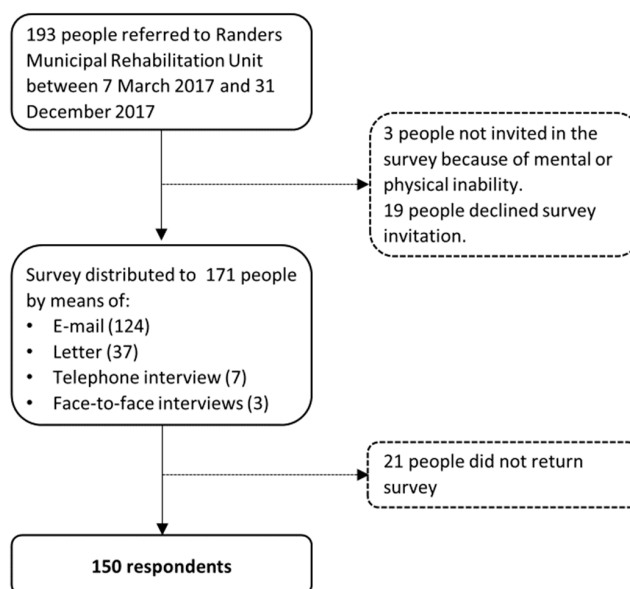 193 people referred to Randers
Municipal Rehabilitation Unit
between 7 March 2017 and 31
December 2017
3 people not invited in the
survey because of mental or
physical inability.
19 people declined survey
invitation.
Survey distributed to 171 people
by means of:
• E-mail (124)
• Letter (37)
• Telephone interview (7)
• Face-to-face interviews (3)
21 people did not return
survey
150 respondents